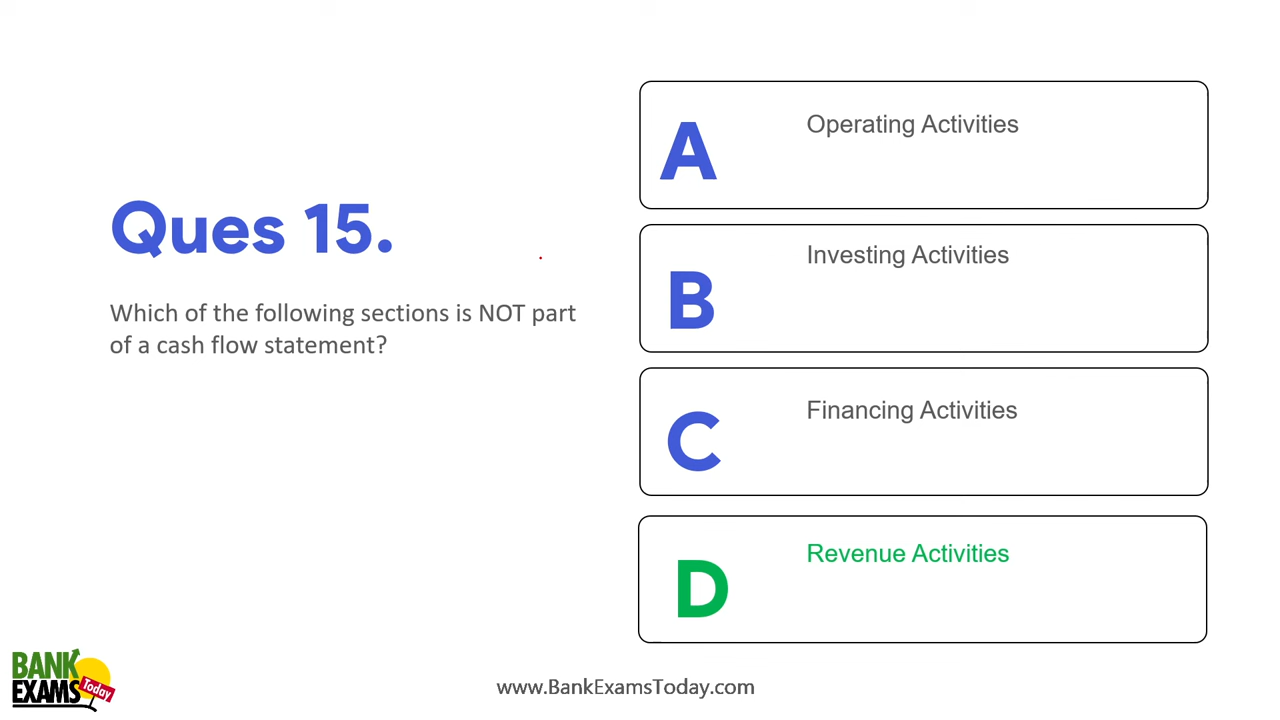 Ques 15.
Which of the following sections is NOT part
of a cash flow statement?
A
Operating Activities
B
Investing Activities
C
Financing Activities
D
Revenue Activities
BANK
EXAMS
Today
www.BankExamsToday.com